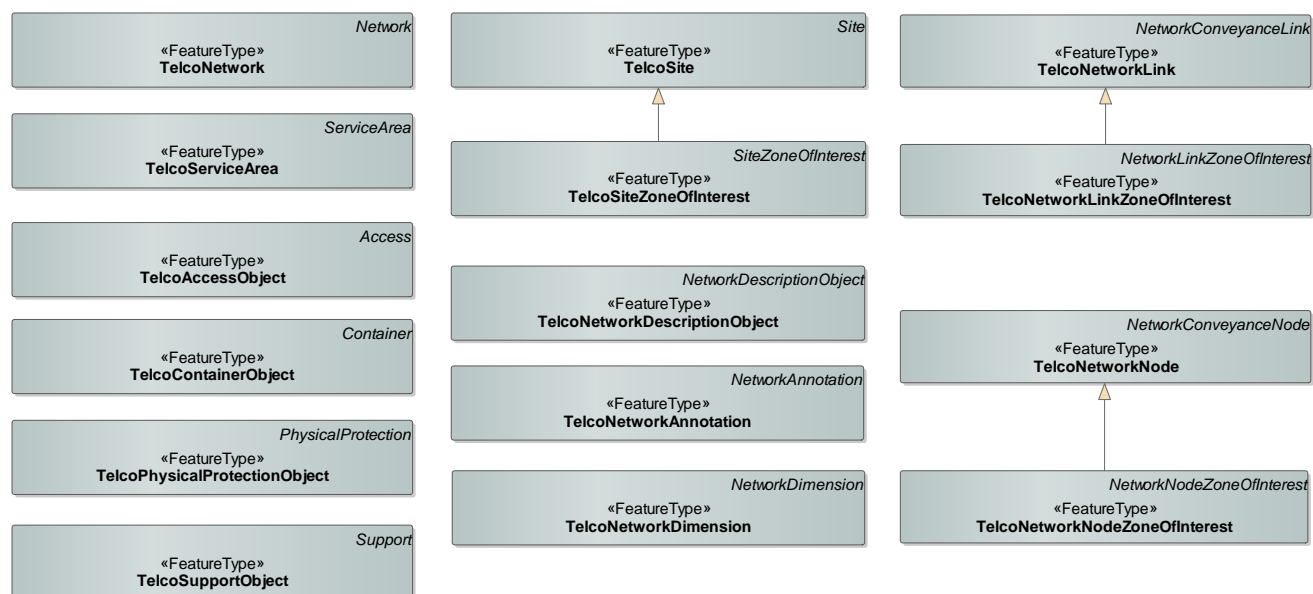 Network
«FeatureType»
TelcoNetwork
ServiceArea
«FeatureType»
TelcoServiceArea
Access
«FeatureType»
TelcoAccessObject
Container
«FeatureType»
TelcoContainerObject
PhysicalProtection
«FeatureType»
TelcoPhysicalProtectionObject
Support
«FeatureType»
TelcoSupportObject
Site
«FeatureType»
TelcoSite
SiteZoneOfInterest
«FeatureType»
TelcoSiteZoneOfInterest
NetworkDescriptionObject
«FeatureType»
TelcoNetworkDescriptionObject
NetworkAnnotation
«FeatureType»
TelcoNetworkAnnotation
NetworkDimension
«FeatureType»
TelcoNetworkDimension
NetworkConveyanceLink
«FeatureType»
TelcoNetworkLink
NetworkLinkZoneOfInterest
«FeatureType»
TelcoNetworkLinkZoneOfInterest
NetworkConveyanceNode
«FeatureType»
TelcoNetworkNode
NetworkNodeZoneOfInterest
«FeatureType»
TelcoNetworkNodeZoneOfInterest